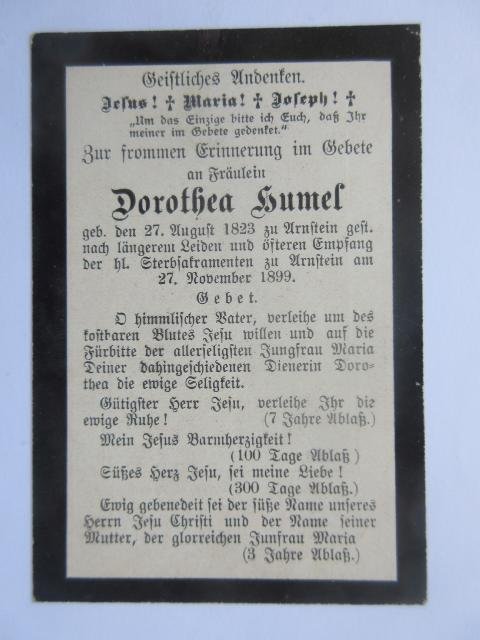 Geistliches Andenken.
Jesus! ✝ Maria! ✝ Joseph! ✝
„Um das Einzige bitte ich Euch, daß Ihr
meiner im Gebete gedenket.“
Zur frommen Erinnerung im Gebete
an Fräulein
Dorothea Humel
geb. den 27. August 1823 zu Arnstein gest.
nach längerem Leiden und öfteren Empfang
der hl. Sterbsakramenten zu Arnstein am
27. November 1899.
Gebet.
O himmlischer Vater, verleihe um des
kostbaren Blutes Jesu willen und auf die
Fürbitte der allerseligsten Jungfrau Maria
Deiner dahingeschiedenen Dienerin Doro-
thea die ewige Seligkeit.
Gütigster Herr Jesu, verleihe Ihr die
ewige Ruhe! (7 Jahre Ablaß.)
Mein Jesus Barmherzigkeit!
(100 Tage Ablaß)
Süßes Herz Jesu, sei meine Liebe!
(300 Tage Ablaß.)
Ewig gebenedeit sei der süße Name unseres
Herrn Jesu Christi und der Name seiner
Mutter, der glorreichen Junfrau Maria
(3 Jahre Ablaß.)